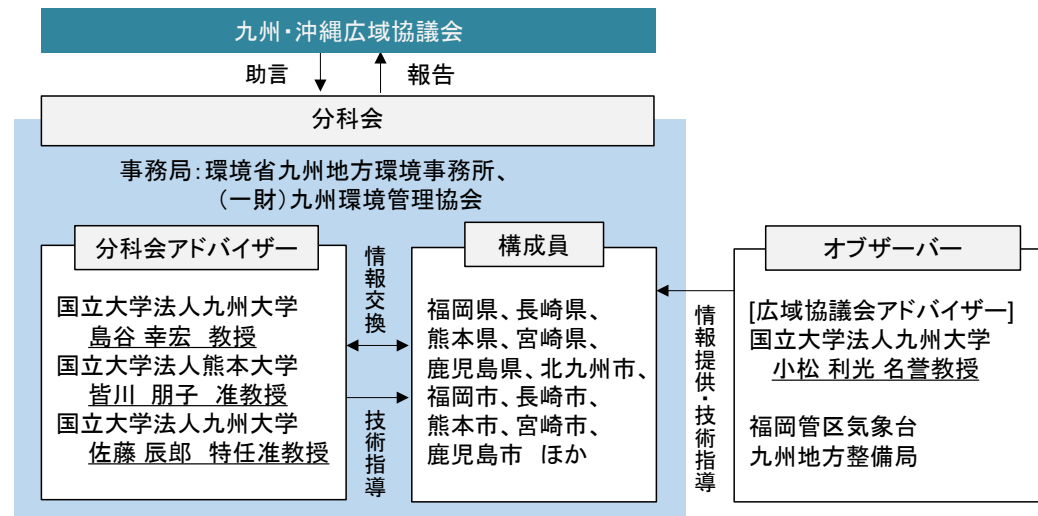 九州・沖縄広域協議会
助言
報告
分科会
事務局：環境省九州地方環境事務所、
（一財）九州環境管理協会
分科会アドバイザー
国立大学法人九州大学
島谷 幸宏 教授
国立大学法人熊本大学
皆川 朋子 准教授
国立大学法人九州大学
佐藤 辰郎 特任准教授
情報交換
技術指導
構成員
福岡県、長崎県、
熊本県、宮崎県、
鹿児島県、北九州市、
福岡市、長崎市、
熊本市、宮崎市、
鹿児島市 ほか
情報提供・技術指導
オブザーバー
[広域協議会アドバイザー]
国立大学法人九州大学
小松 利光 名誉教授
福岡管区気象台
九州地方整備局